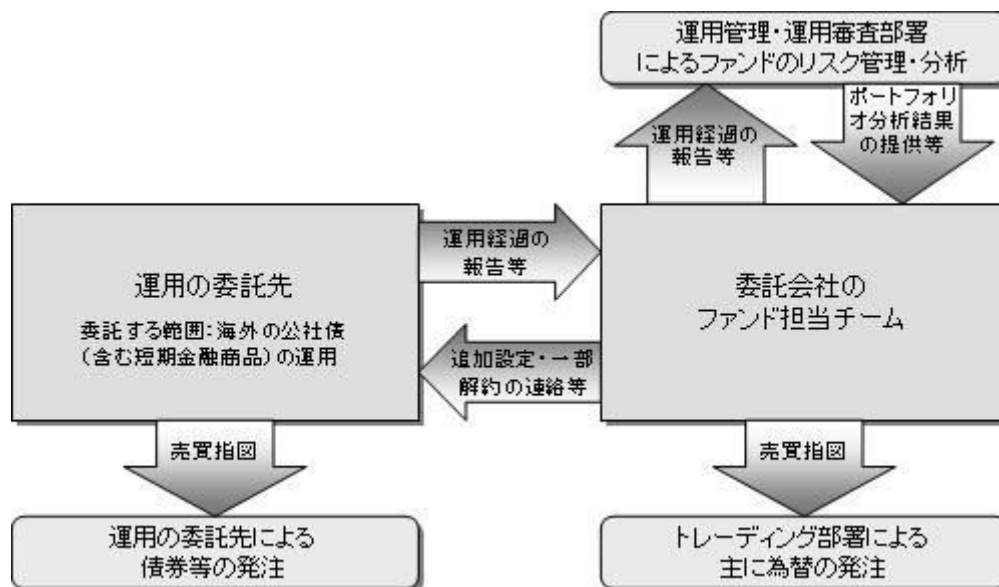 運用管理・運用審査部署
によるファンドのリスク管理・分析
運用経過の
報告等
ポートフォリ
オ分析結果
の提供等
運用の委託先
委託する範囲：海外の公社債
（含む短期金融商品）の運用
運用経過の
報告等
追加設定・一部
解約の連絡等
委託会社の
ファンド担当チーム
売買指図
売買指図
運用の委託先による
債券等の発注
トレーディング部署による
主に為替の発注